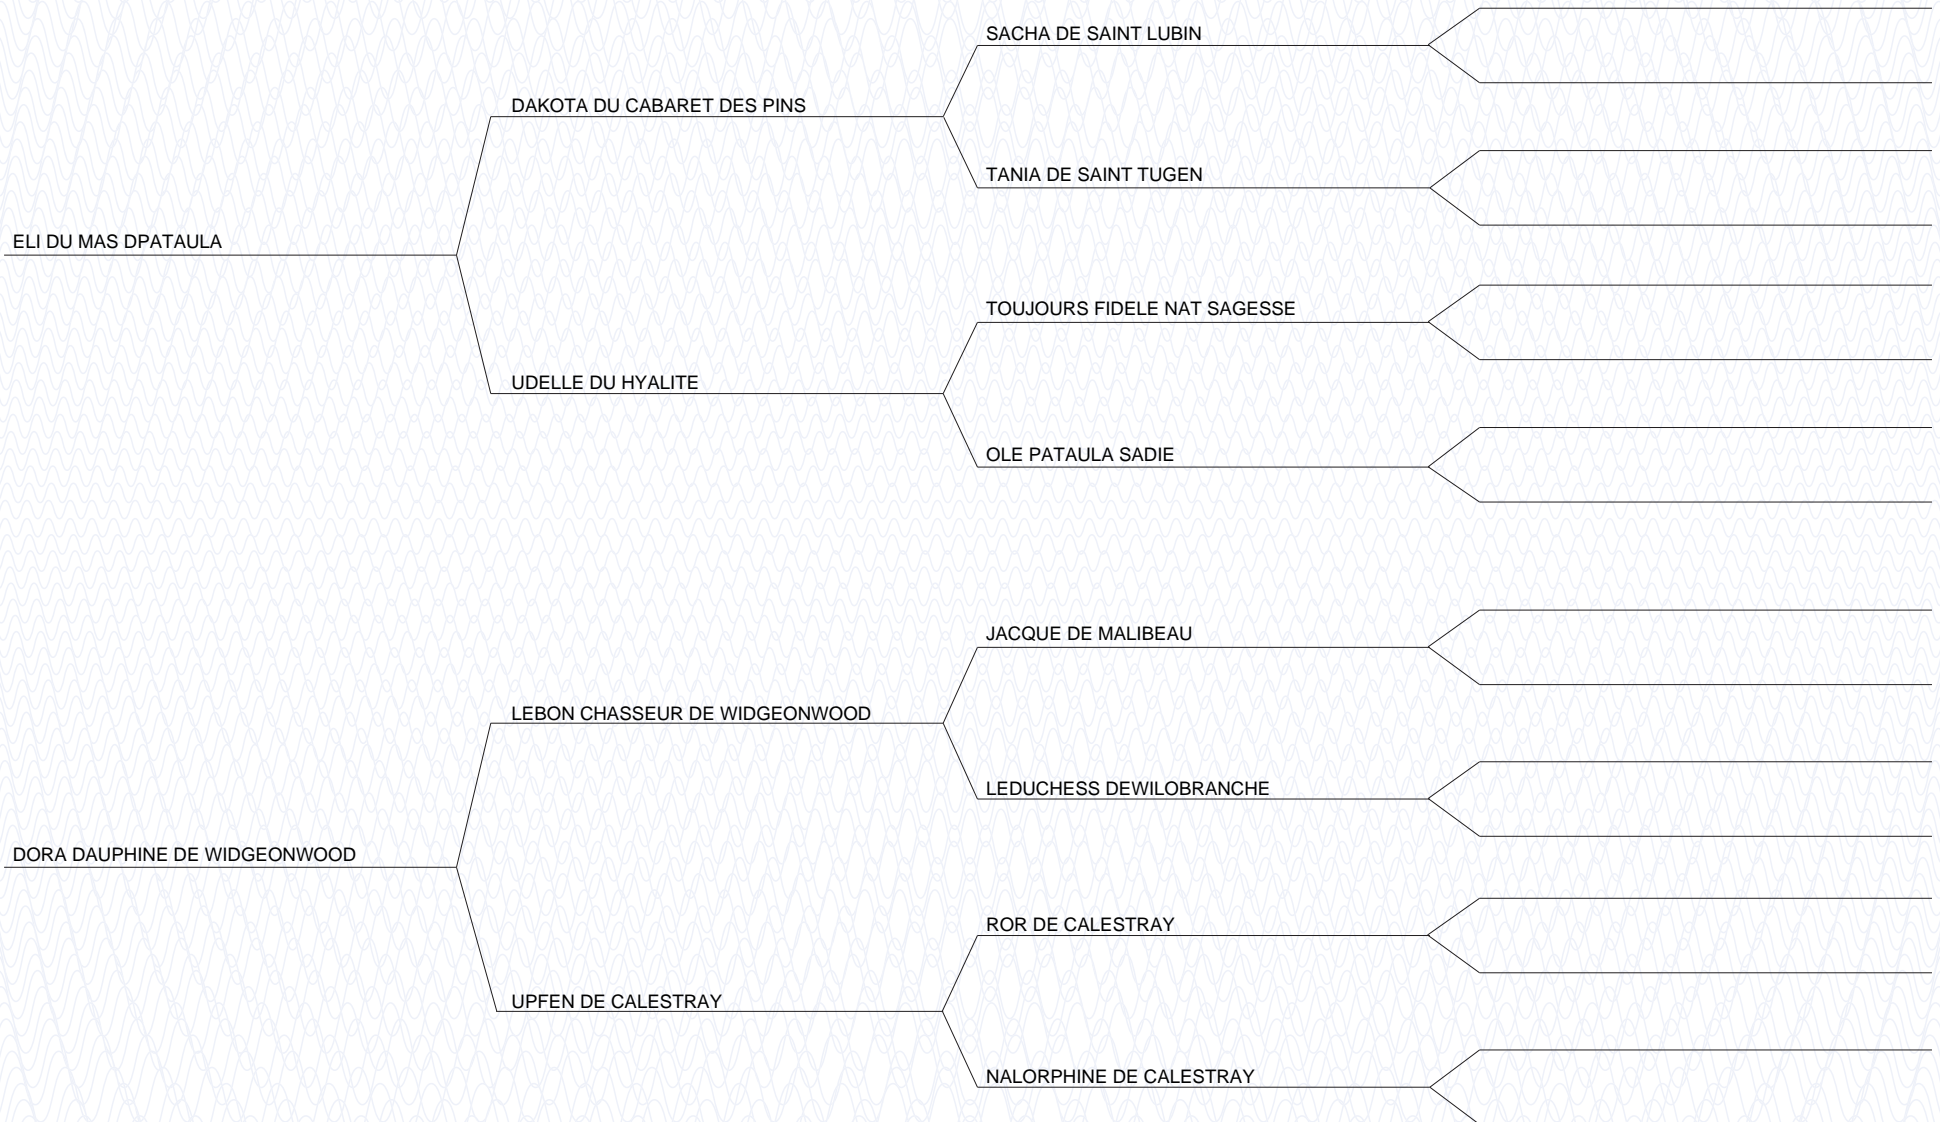 SACHA DE SAINT LUBIN
DAKOTA DU CABARET DES PINS
TANIA DE SAINT TUGEN
ELI DU MAS DPATAULA
TOUJOURS FIDELE NAT SAGESSE
UDELLE DU HYALITE
OLE PATAULA SADIE
JACQUE DE MALIBEAU
LEBON CHASSEUR DE WIDGEONWOOD
LEDUCHESS DEWILOBRANCHE
DORA DAUPHINE DE WIDGEONWOOD
ROR DE CALESTRAY
UPFEN DE CALESTRAY
NALORPHINE DE CALESTRAY